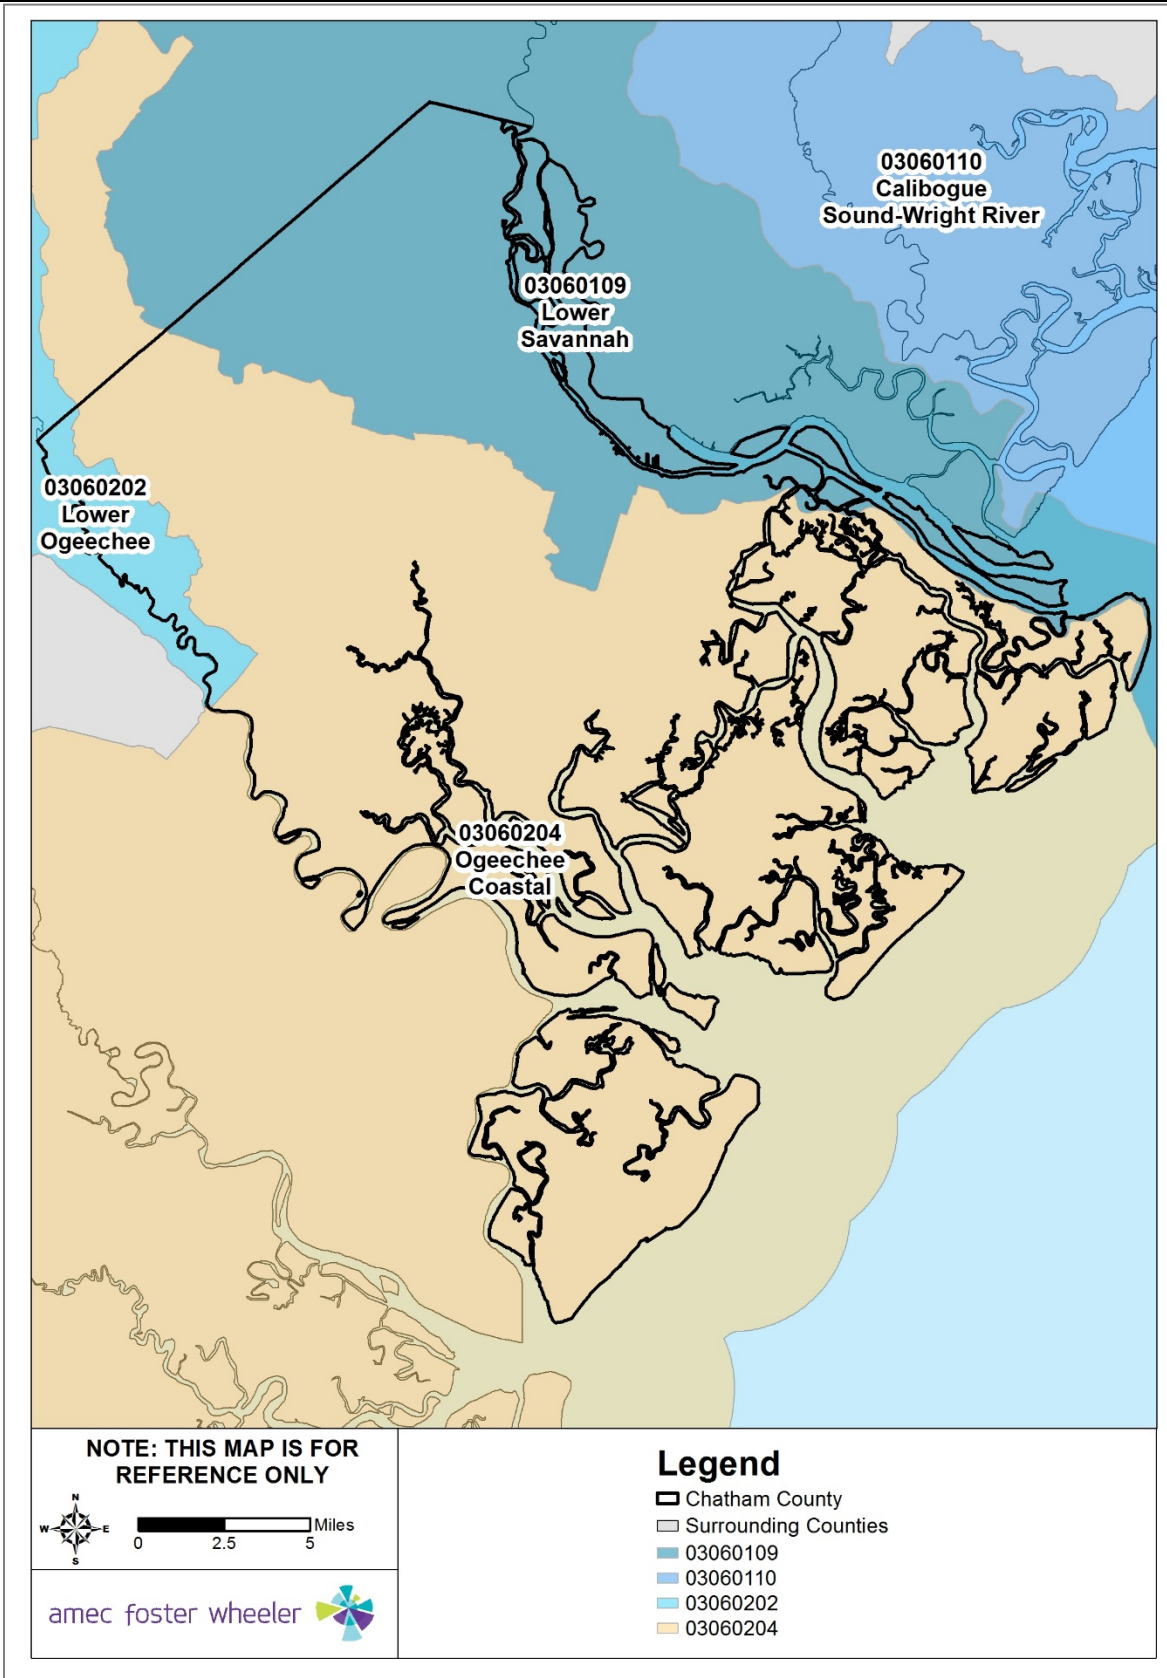 03060110
Calibogue
Sound-Wright River
03060109
Lower
Savannah
03060202
Lower
Ogeechee
03060204
Ogeechee
Coastal
NOTE: THIS MAP IS FOR
REFERENCE ONLY
N
W E
S
Miles
0 2.5 5
amec foster wheeler
Legend
Chatham County
Surrounding Counties
03060109
03060110
03060202
03060204